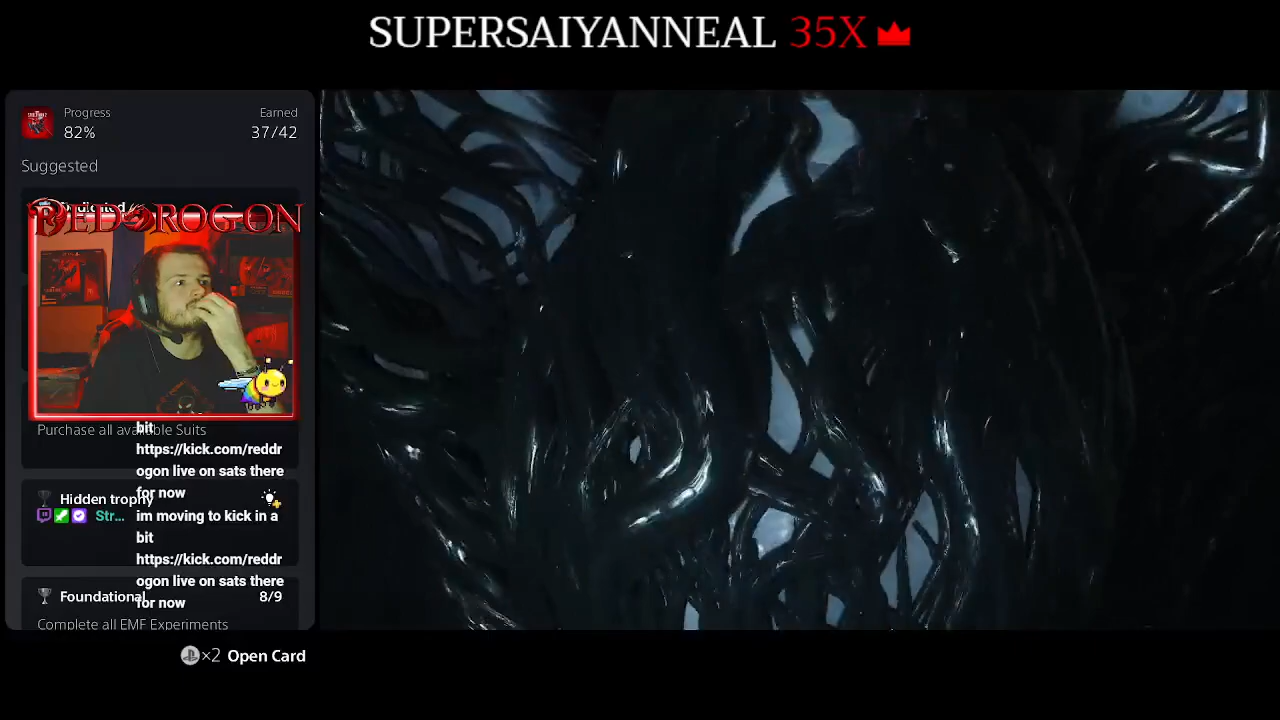 SUPERSAIYANNEAL 35X
Progress
Earned
82%
37/42
Suggested
REDDROGON
Purchase all available Suits
bit
https://kick.com/reddr
ogon live on sats there
for now
Hidden trophy
Str...
im moving to kick in a
bit
https://kick.com/reddr
ogon live on sats there
for now
Foundational
8/9
Complete all EMF Experiments
×2 Open Card